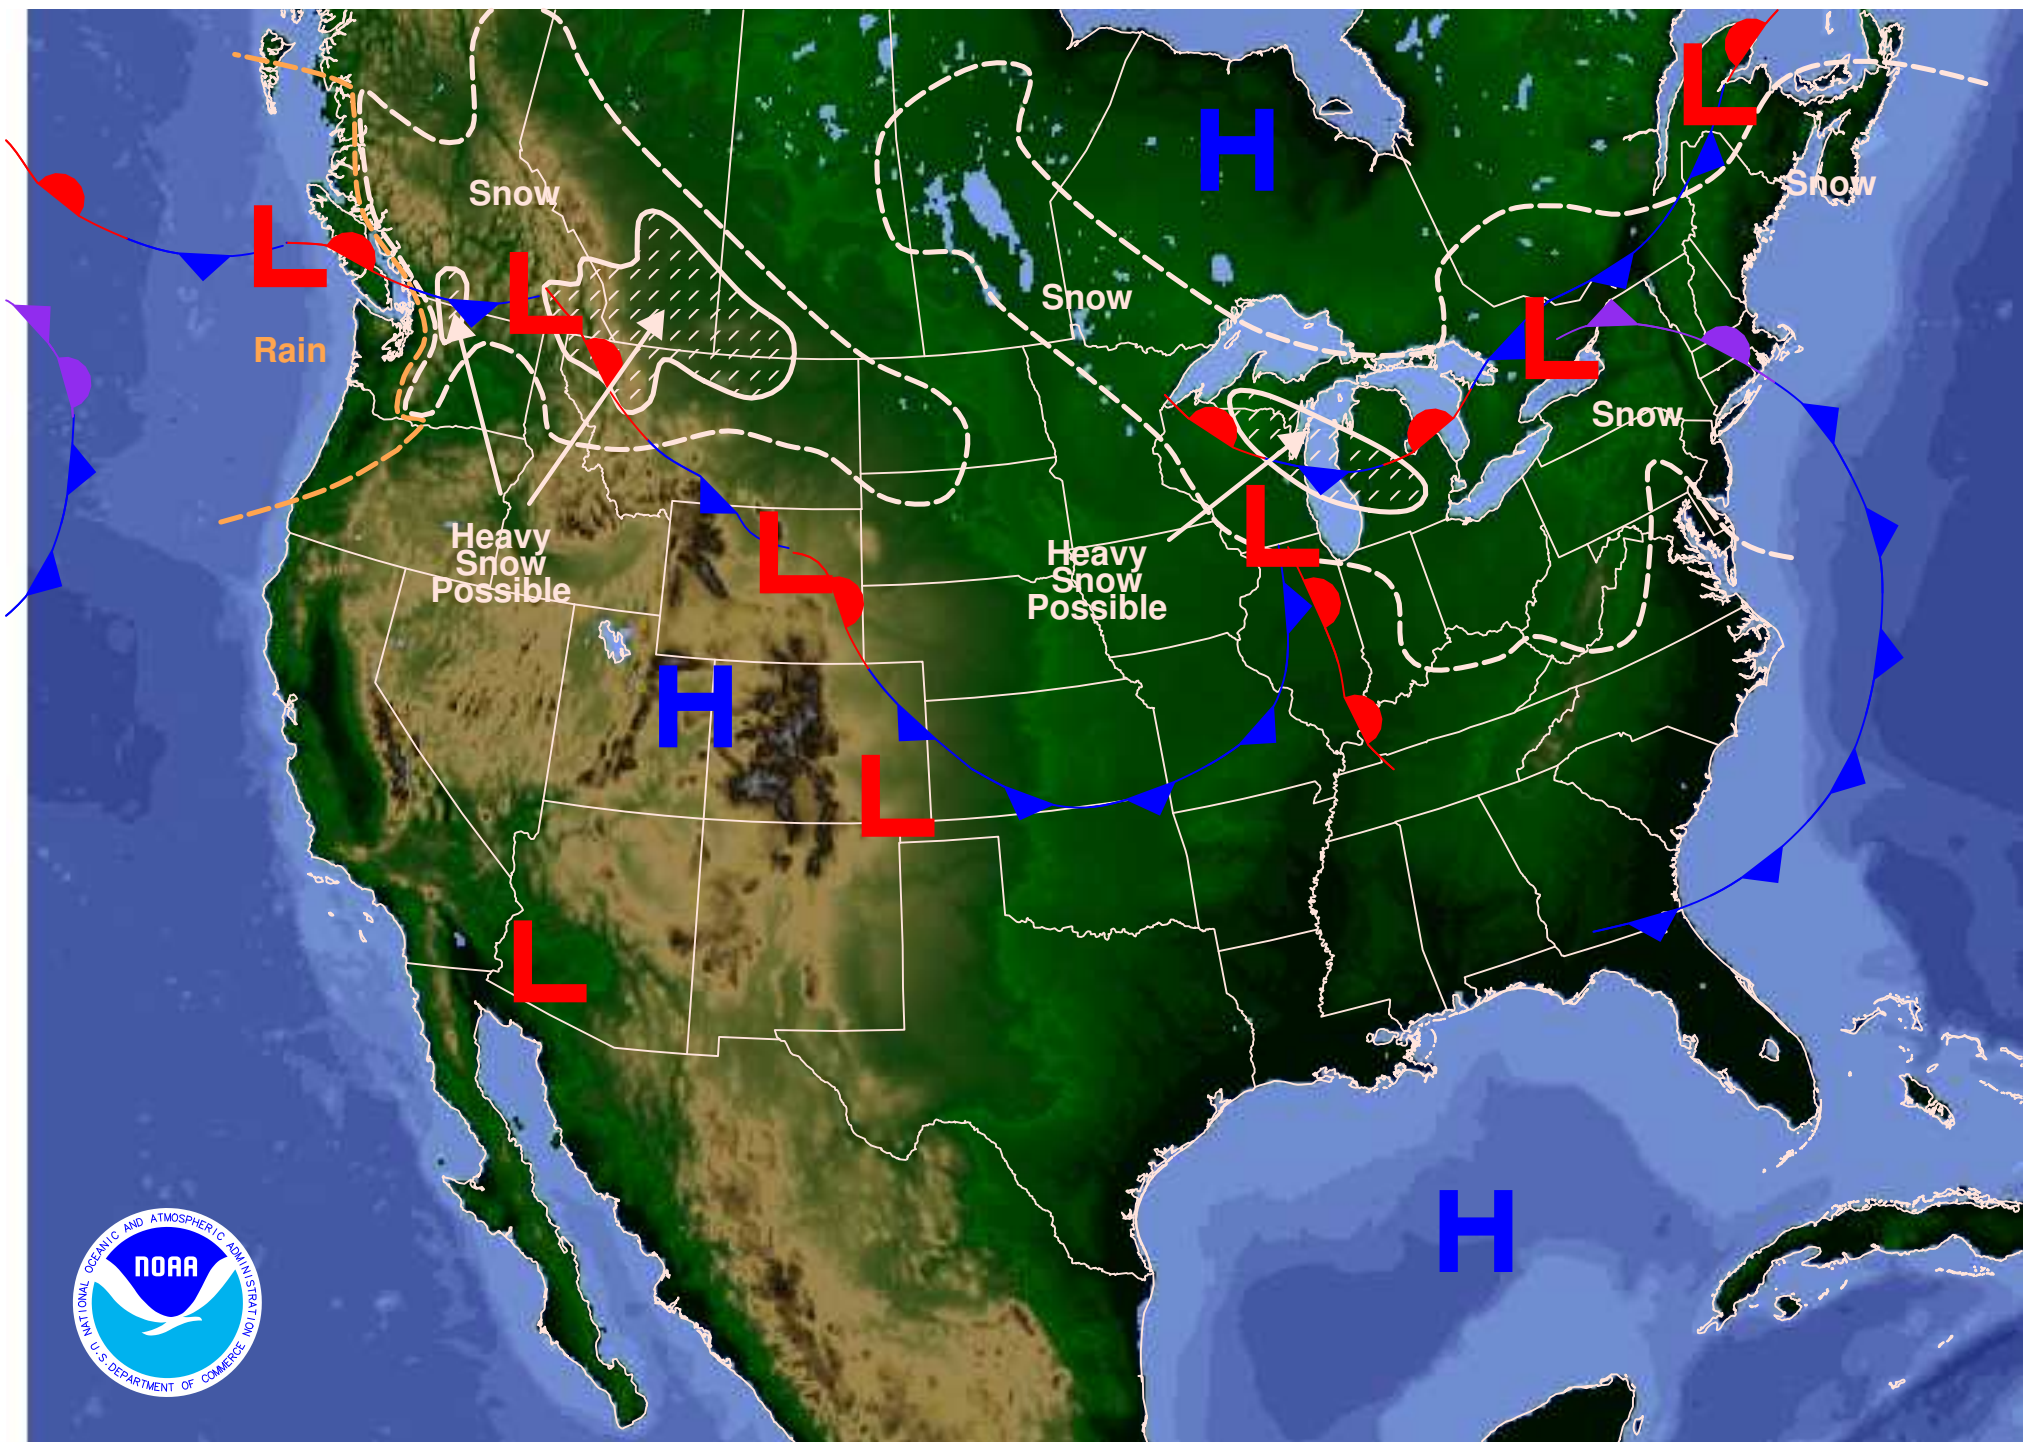 H
L
Snow
Snow
L
L
Snow
L
Rain
Snow
L
Heavy
Snow
Possible
L
Heavy
Snow
Possible
L
H
L
L
H
NATIONAL OCEANIC AND ATMOSPHERIC ADMINISTRATION
NOAA
U.S. DEPARTMENT OF COMMERCE